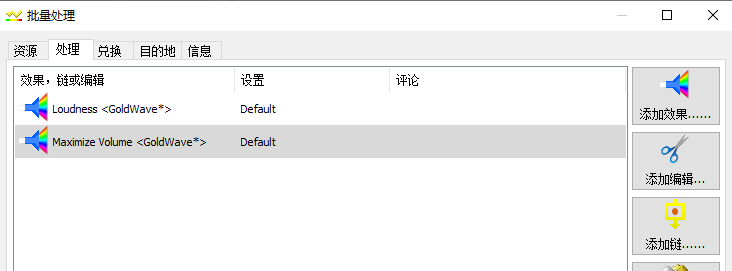 批量处理
资源 处理 兑换 目的地 信息
效果，链或编辑 设置 评论
Loudness <GoldWave*> Default
Maximize Volume <GoldWave*> Default
添加效果......
添加编辑...
添加链......